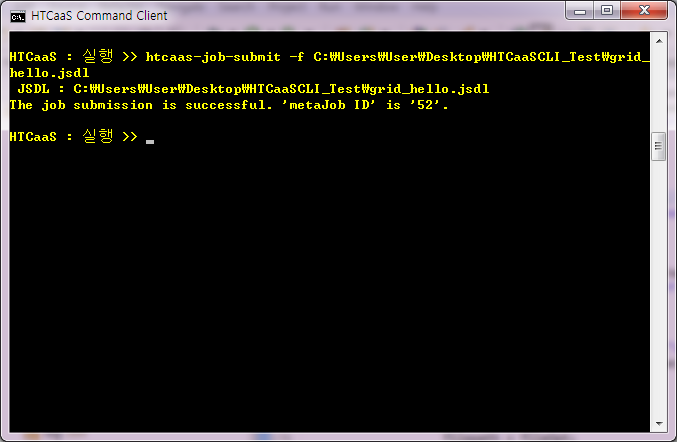 HTCaaS Command Client
HTCaaS : 실행 >> htcaas-job-submit -f C:₩Users₩User₩Desktop₩HTCaaSCLI_Test₩grid_
hello.jsdl
JSDL : C:₩Users₩User₩Desktop₩HTCaaSCLI_Test₩grid_hello.jsdl
The job submission is successful. 'metaJob ID' is '52'.
HTCaaS : 실행 >>